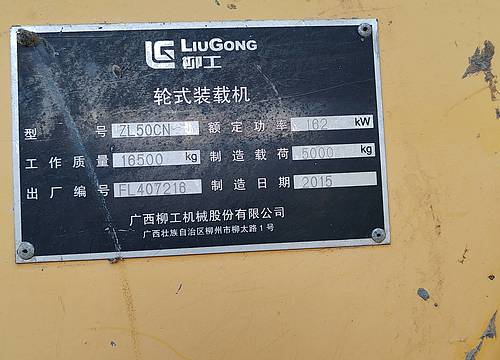 LG LiuGong
柳工
轮式装载机
型号 ZL50CN 额定功率 162 kW
工作质量 16500 kg 制造载荷 5000 kg
出厂编号 FL407216 制造日期 2015
广西柳工机械股份有限公司
广西壮族自治区柳州市柳太路1号